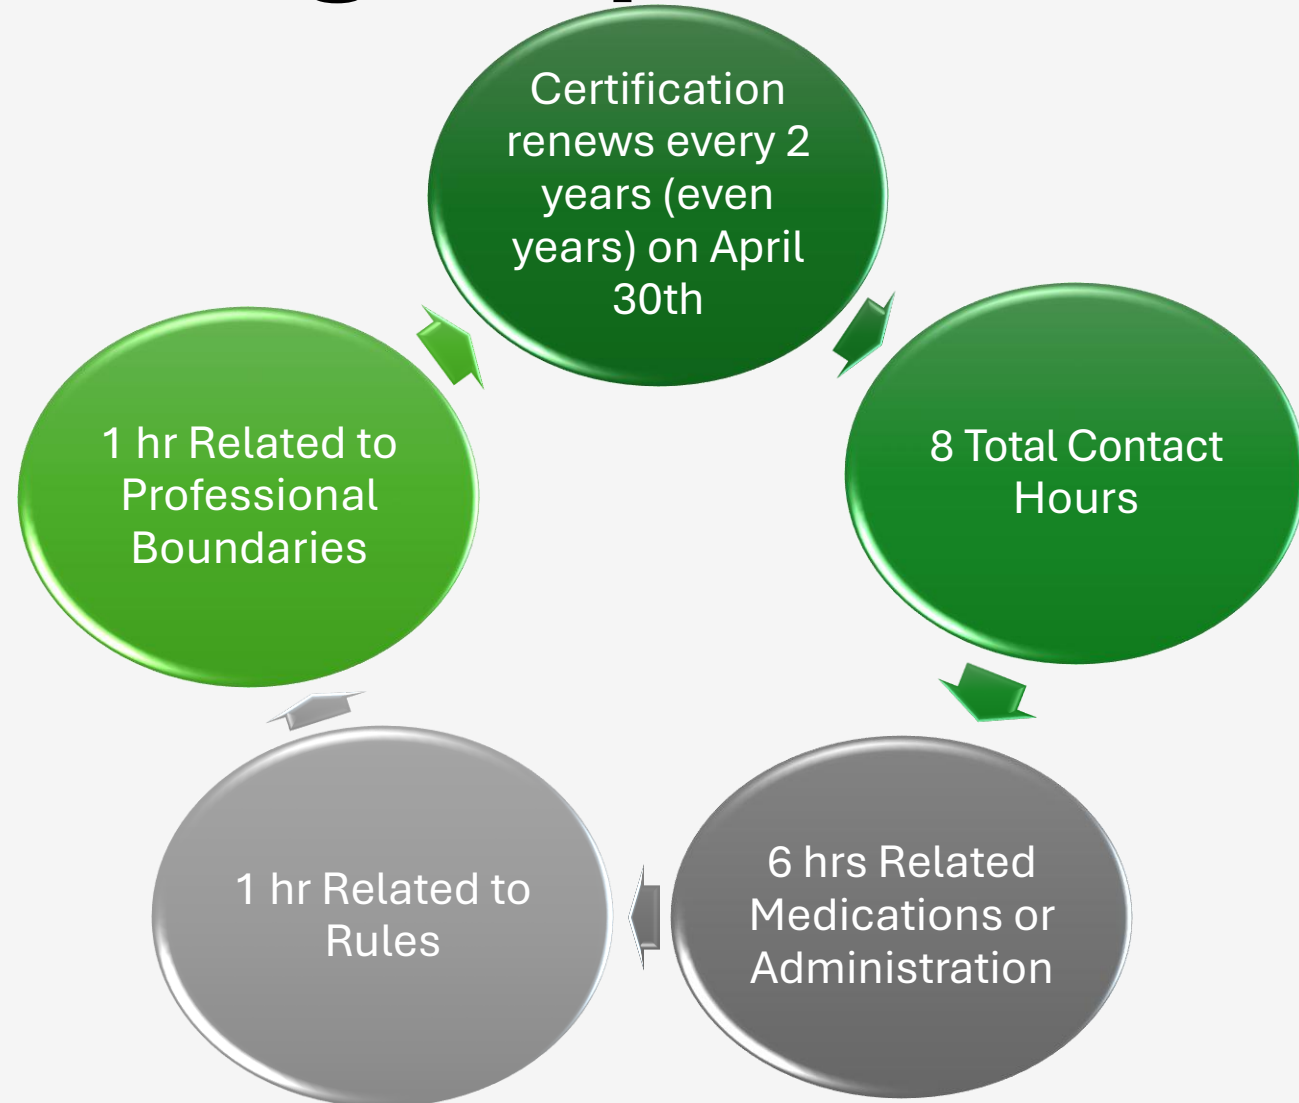 Certification
renews every 2
years (even
years) on April
30th
8 Total Contact
Hours
6 hrs Related
Medications or
Administration
1 hr Related to
Rules
1 hr Related to
Professional
Boundaries